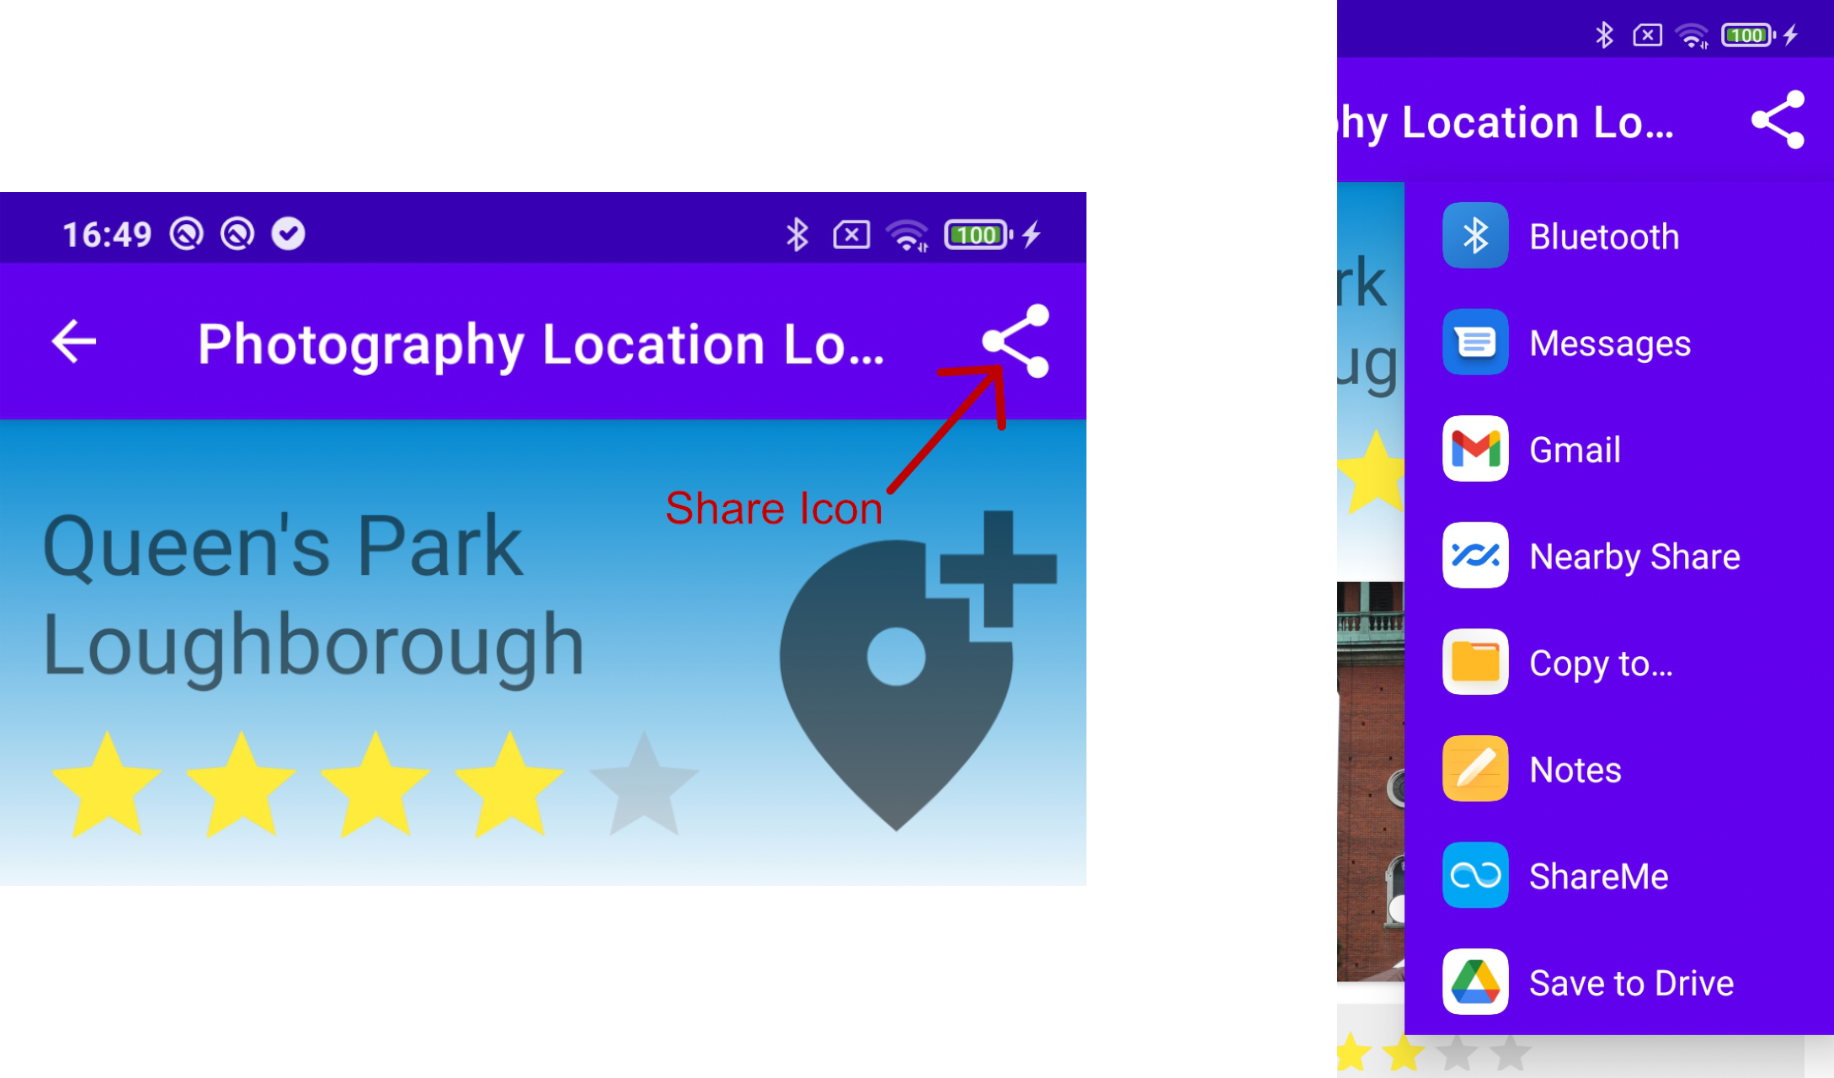 16:49
100
Photography Location Lo...
Share Icon
Queen's Park
Loughborough
100
hy Location Lo...
rk
ug
Bluetooth
Messages
Gmail
Nearby Share
Copy to...
Notes
ShareMe
Save to Drive